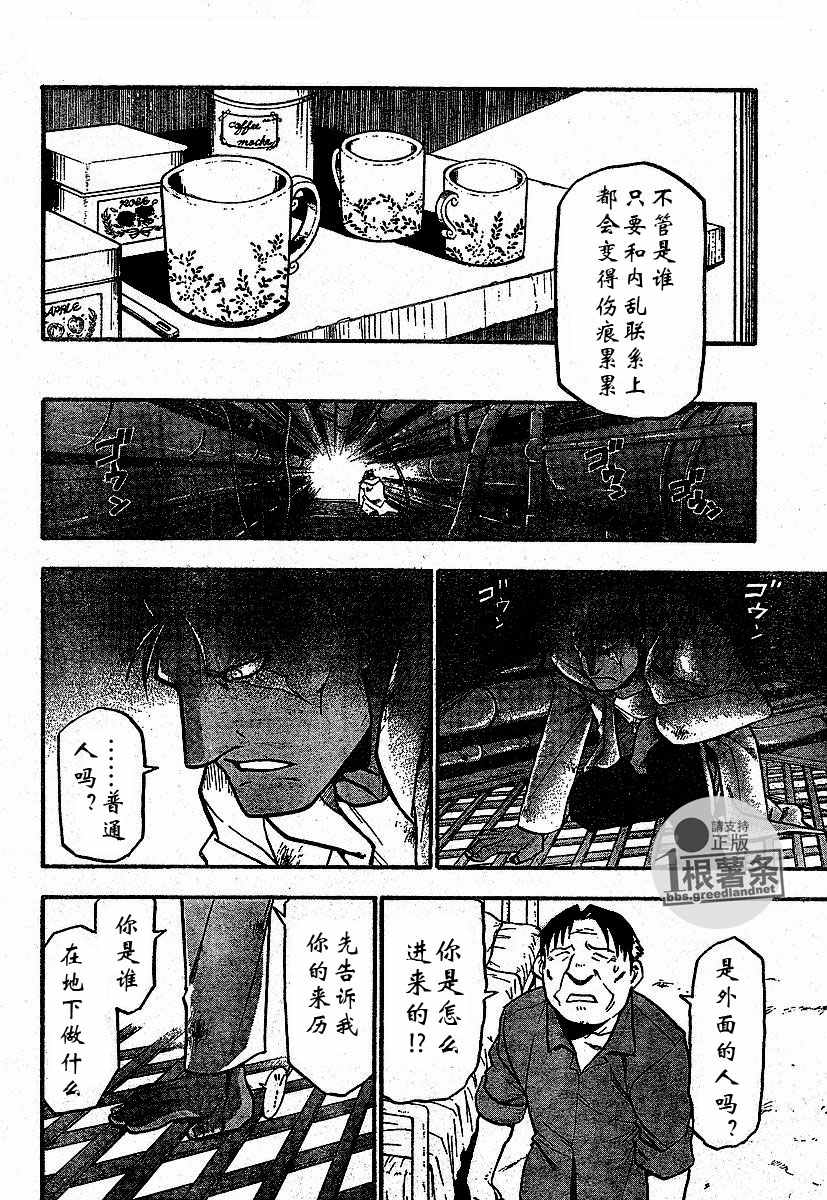 coffee
mocha
ROSE
APPLE
不管是谁
只要和内乱联系上
都会变得伤痕累累
ゴウン
ゴウン
ゴウン
ゴウン
……普通
人吗？
請支持
正版
1根薯条
bbs.greedland.net
是外面的人吗？
你是怎么
进来的！？
先告诉我
你的来历
你是谁
在地下做什么